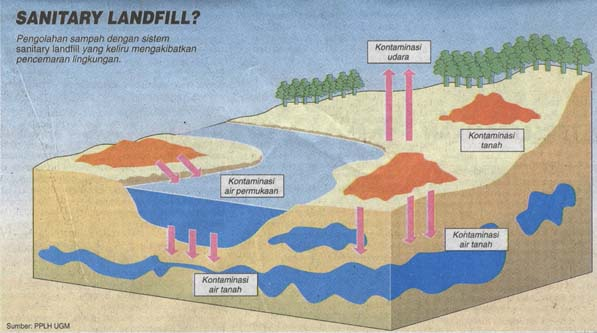 SANITARY LANDFILL?
Pengolahan sampah dengan sistem
sanitary landfill yang keliru mengakibatkan
pencemaran lingkungan.
Kontaminasi
udara
Kontaminasi
tanah
Kontaminasi
air permukaan
Kontaminasi
air tanah
Kontaminasi
air tanah
Sumber: PPLH UGM